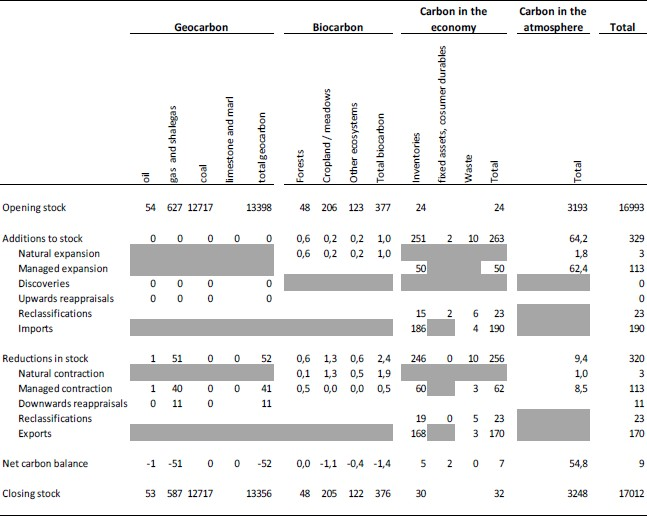 Geocarbon Biocarbon Carbon in the economy Carbon in the atmosphere Total
oil gas and shalegas coal limestone and marl total geocarbon Forests Cropland / meadows Other ecosystems Total biocarbon Inventories fixed assets, cosumer durables Waste Total Total
Opening stock 54 627 12717 13398 48 206 123 377 24 24 3193 16993
Additions to stock 0 0 0 0 0 0,6 0,2 0,2 1,0 251 2 10 263 64,2 329
Natural expansion 0,6 0,2 0,2 1,0 1,8 3
Managed expansion 50 50 62,4 113
Discoveries 0 0 0 0 0
Upwards reappraisals 0 0 0 0 0
Reclassifications 15 2 6 23 23
Imports 186 4 190 190
Reductions in stock 1 51 0 0 52 0,6 1,3 0,6 2,4 246 0 10 256 9,4 320
Natural contraction 0,1 1,3 0,5 1,9 1,0 3
Managed contraction 1 40 0 0 41 0,5 0,0 0,0 0,5 60 3 62 8,5 113
Downwards reappraisals 0 11 0 11 11
Reclassifications 19 0 5 23 23
Exports 168 3 170 170
Net carbon balance -1 -51 0 0 -52 0,0 -1,1 -0,4 -1,4 5 2 0 7 54,8 9
Closing stock 53 587 12717 13356 48 205 122 376 30 32 3248 17012